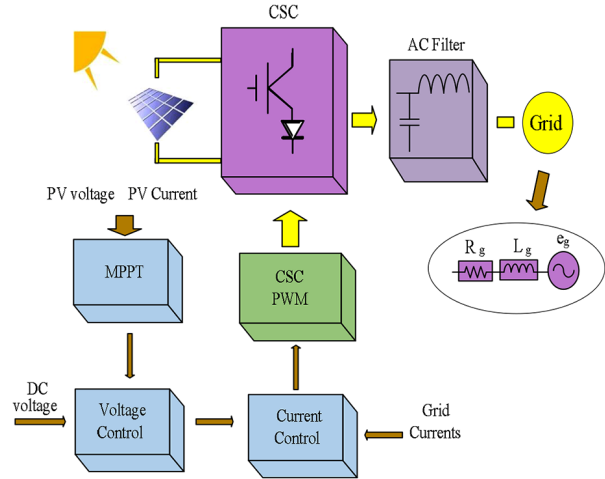 CSC
AC Filter
Grid
PV voltage PV Current
R g
L g
e g
MPPT
CSC
PWM
DC
voltage
Voltage
Control
Current
Control
Grid
Currents